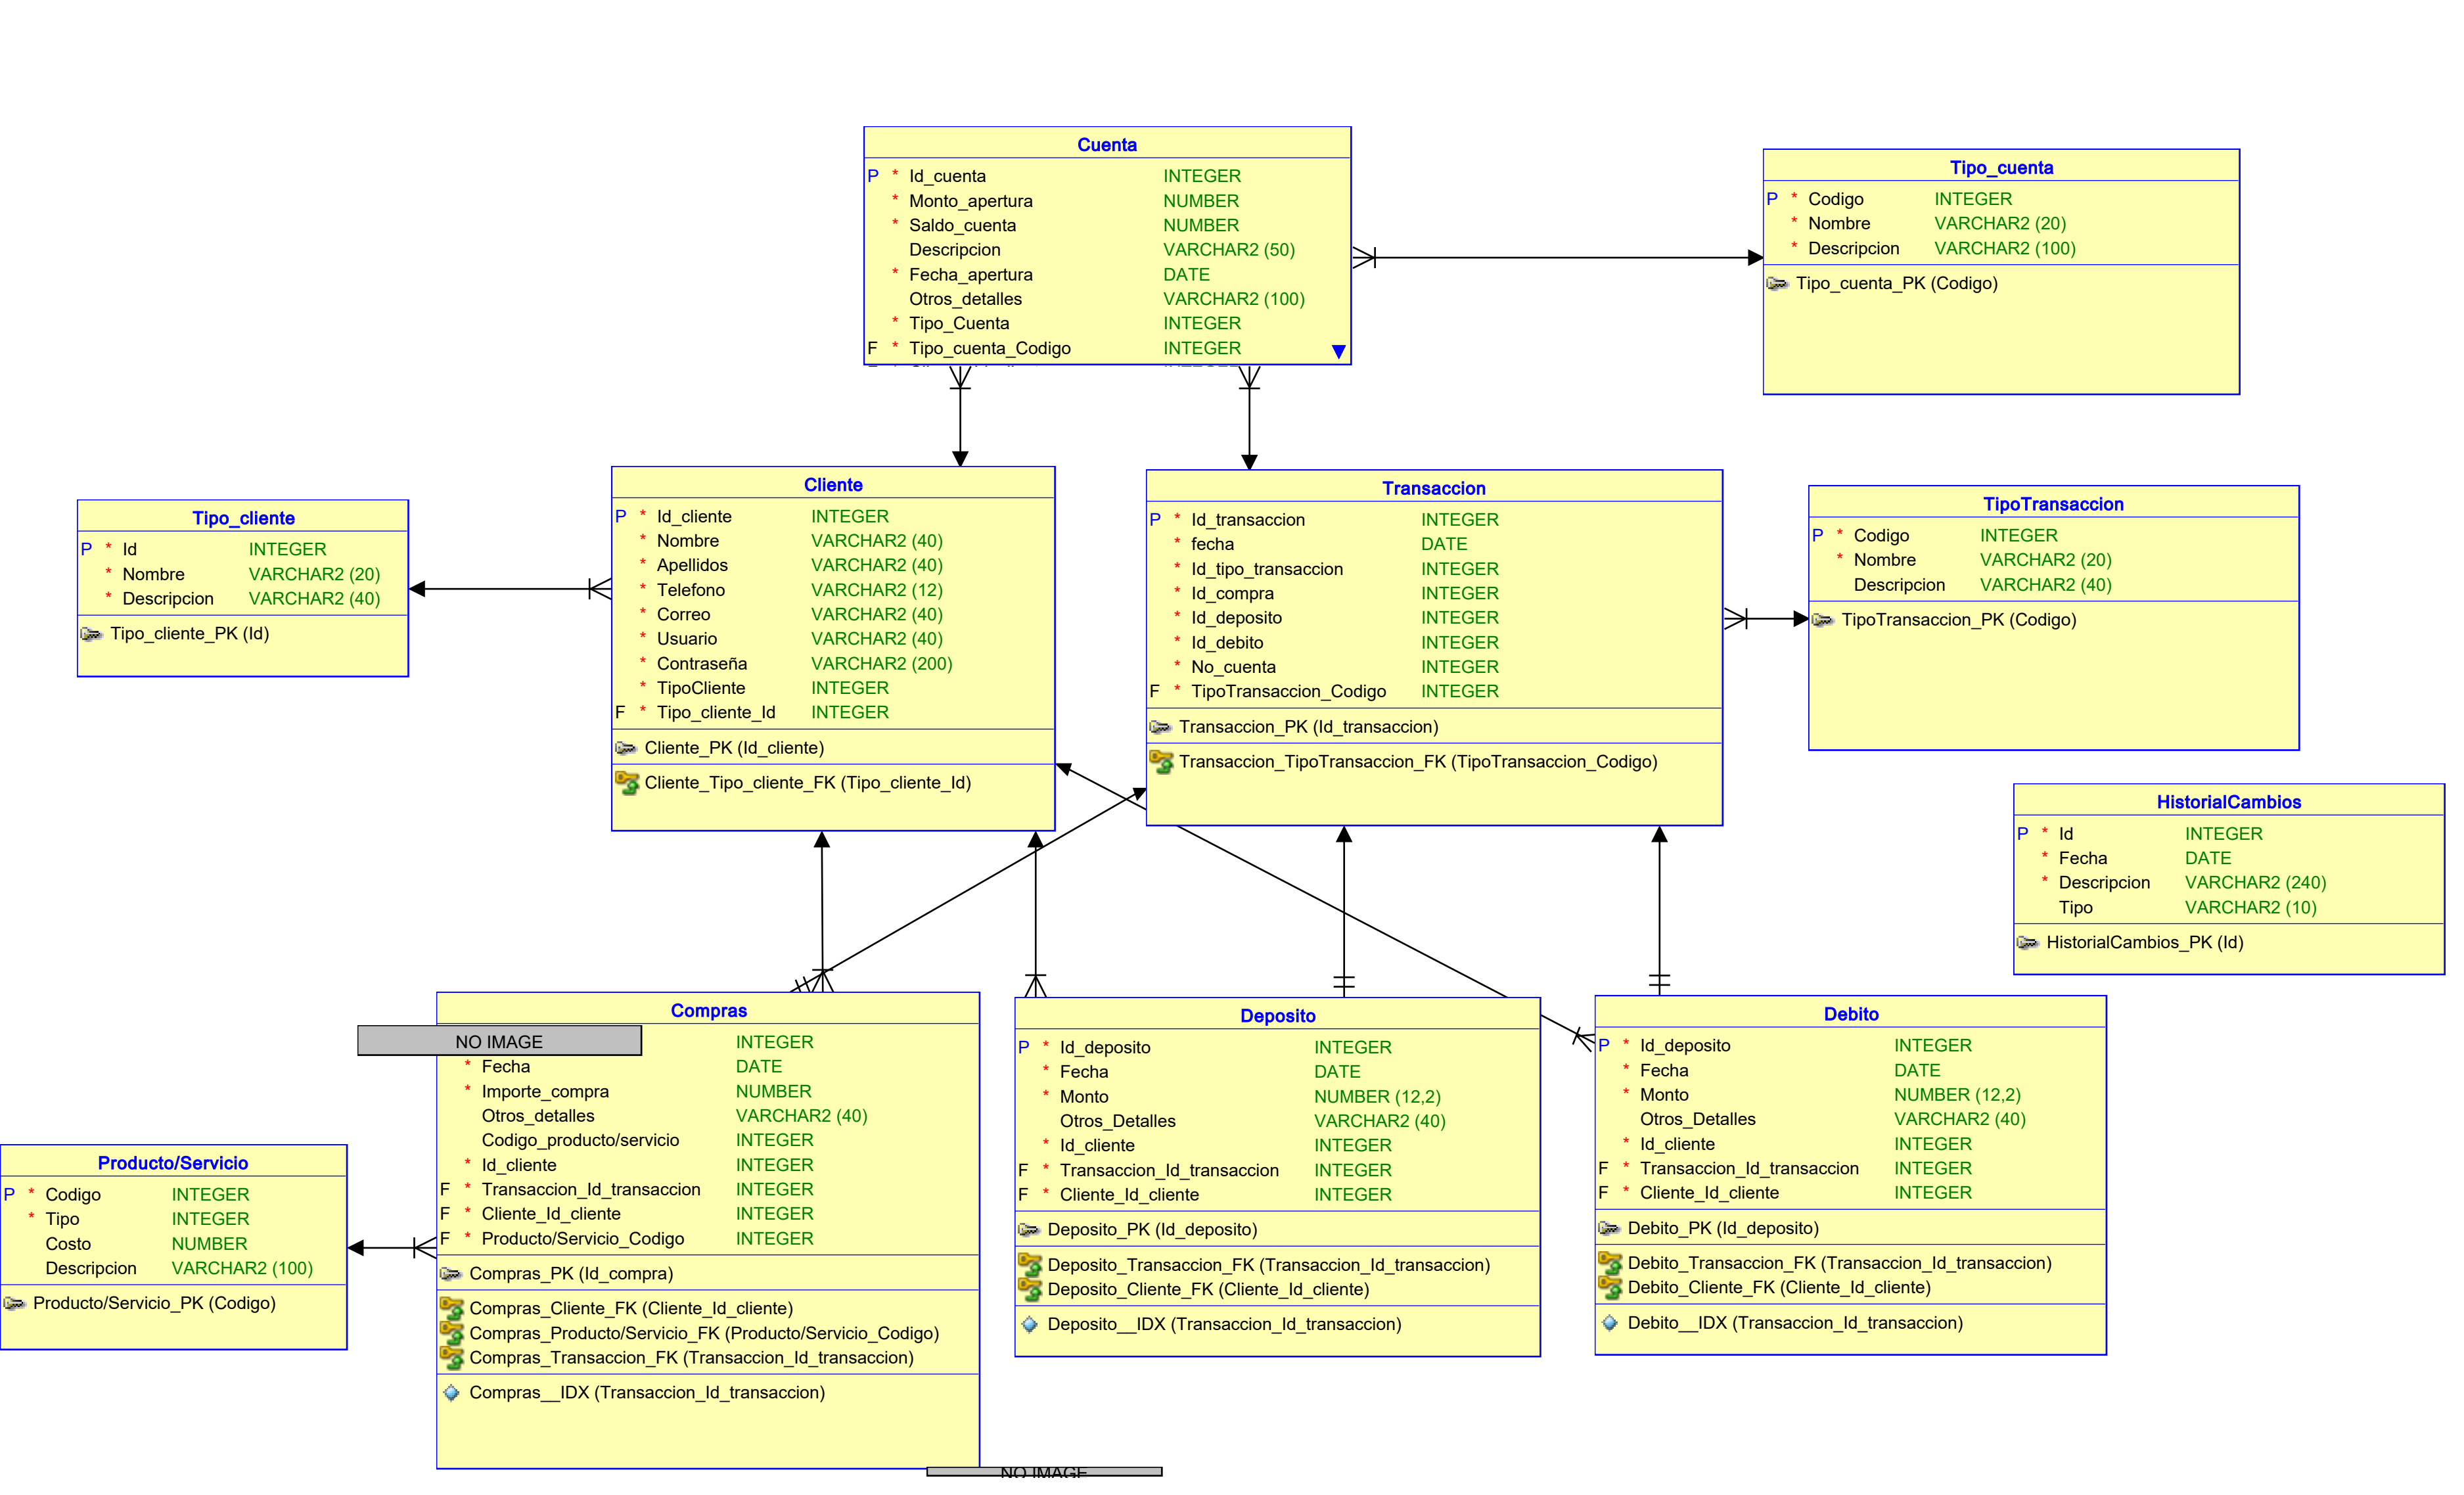 Cuenta
P * Id_cuenta INTEGER
* Monto_apertura NUMBER
* Saldo_cuenta NUMBER
Descripcion VARCHAR2 (50)
* Fecha_apertura DATE
Otros_detalles VARCHAR2 (100)
* Tipo_Cuenta INTEGER
F * Tipo_cuenta_Codigo INTEGER
Tipo_cuenta
P * Codigo INTEGER
* Nombre VARCHAR2 (20)
* Descripcion VARCHAR2 (100)
Tipo_cuenta_PK (Codigo)
Tipo_cliente
P * Id INTEGER
* Nombre VARCHAR2 (20)
* Descripcion VARCHAR2 (40)
Tipo_cliente_PK (Id)
Cliente
P * Id_cliente INTEGER
* Nombre VARCHAR2 (40)
* Apellidos VARCHAR2 (40)
* Telefono VARCHAR2 (12)
* Correo VARCHAR2 (40)
* Usuario VARCHAR2 (40)
* Contraseña VARCHAR2 (200)
* TipoCliente INTEGER
F * Tipo_cliente_Id INTEGER
Cliente_PK (Id_cliente)
Cliente_Tipo_cliente_FK (Tipo_cliente_Id)
Transaccion
P * Id_transaccion INTEGER
* fecha DATE
* Id_tipo_transaccion INTEGER
* Id_compra INTEGER
* Id_deposito INTEGER
* Id_debito INTEGER
* No_cuenta INTEGER
F * TipoTransaccion_Codigo INTEGER
Transaccion_PK (Id_transaccion)
Transaccion_TipoTransaccion_FK (TipoTransaccion_Codigo)
TipoTransaccion
P * Codigo INTEGER
* Nombre VARCHAR2 (20)
Descripcion VARCHAR2 (40)
TipoTransaccion_PK (Codigo)
HistorialCambios
P * Id INTEGER
* Fecha DATE
* Descripcion VARCHAR2 (240)
Tipo VARCHAR2 (10)
HistorialCambios_PK (Id)
Producto/Servicio
P * Codigo INTEGER
* Tipo INTEGER
Costo NUMBER
Descripcion VARCHAR2 (100)
Producto/Servicio_PK (Codigo)
Compras
NO IMAGE INTEGER
* Fecha DATE
* Importe_compra NUMBER
Otros_detalles VARCHAR2 (40)
Codigo_producto/servicio INTEGER
* Id_cliente INTEGER
F * Transaccion_Id_transaccion INTEGER
F * Cliente_Id_cliente INTEGER
F * Producto/Servicio_Codigo INTEGER
Compras_PK (Id_compra)
Compras_Cliente_FK (Cliente_Id_cliente)
Compras_Producto/Servicio_FK (Producto/Servicio_Codigo)
Compras_Transaccion_FK (Transaccion_Id_transaccion)
Compras__IDX (Transaccion_Id_transaccion)
NO IMAGE
Deposito
P * Id_deposito INTEGER
* Fecha DATE
* Monto NUMBER (12,2)
Otros_Detalles VARCHAR2 (40)
* Id_cliente INTEGER
F * Transaccion_Id_transaccion INTEGER
F * Cliente_Id_cliente INTEGER
Deposito_PK (Id_deposito)
Deposito_Transaccion_FK (Transaccion_Id_transaccion)
Deposito_Cliente_FK (Cliente_Id_cliente)
Deposito__IDX (Transaccion_Id_transaccion)
Debito
P * Id_deposito INTEGER
* Fecha DATE
* Monto NUMBER (12,2)
Otros_Detalles VARCHAR2 (40)
* Id_cliente INTEGER
F * Transaccion_Id_transaccion INTEGER
F * Cliente_Id_cliente INTEGER
Debito_PK (Id_deposito)
Debito_Transaccion_FK (Transaccion_Id_transaccion)
Debito_Cliente_FK (Cliente_Id_cliente)
Debito__IDX (Transaccion_Id_transaccion)